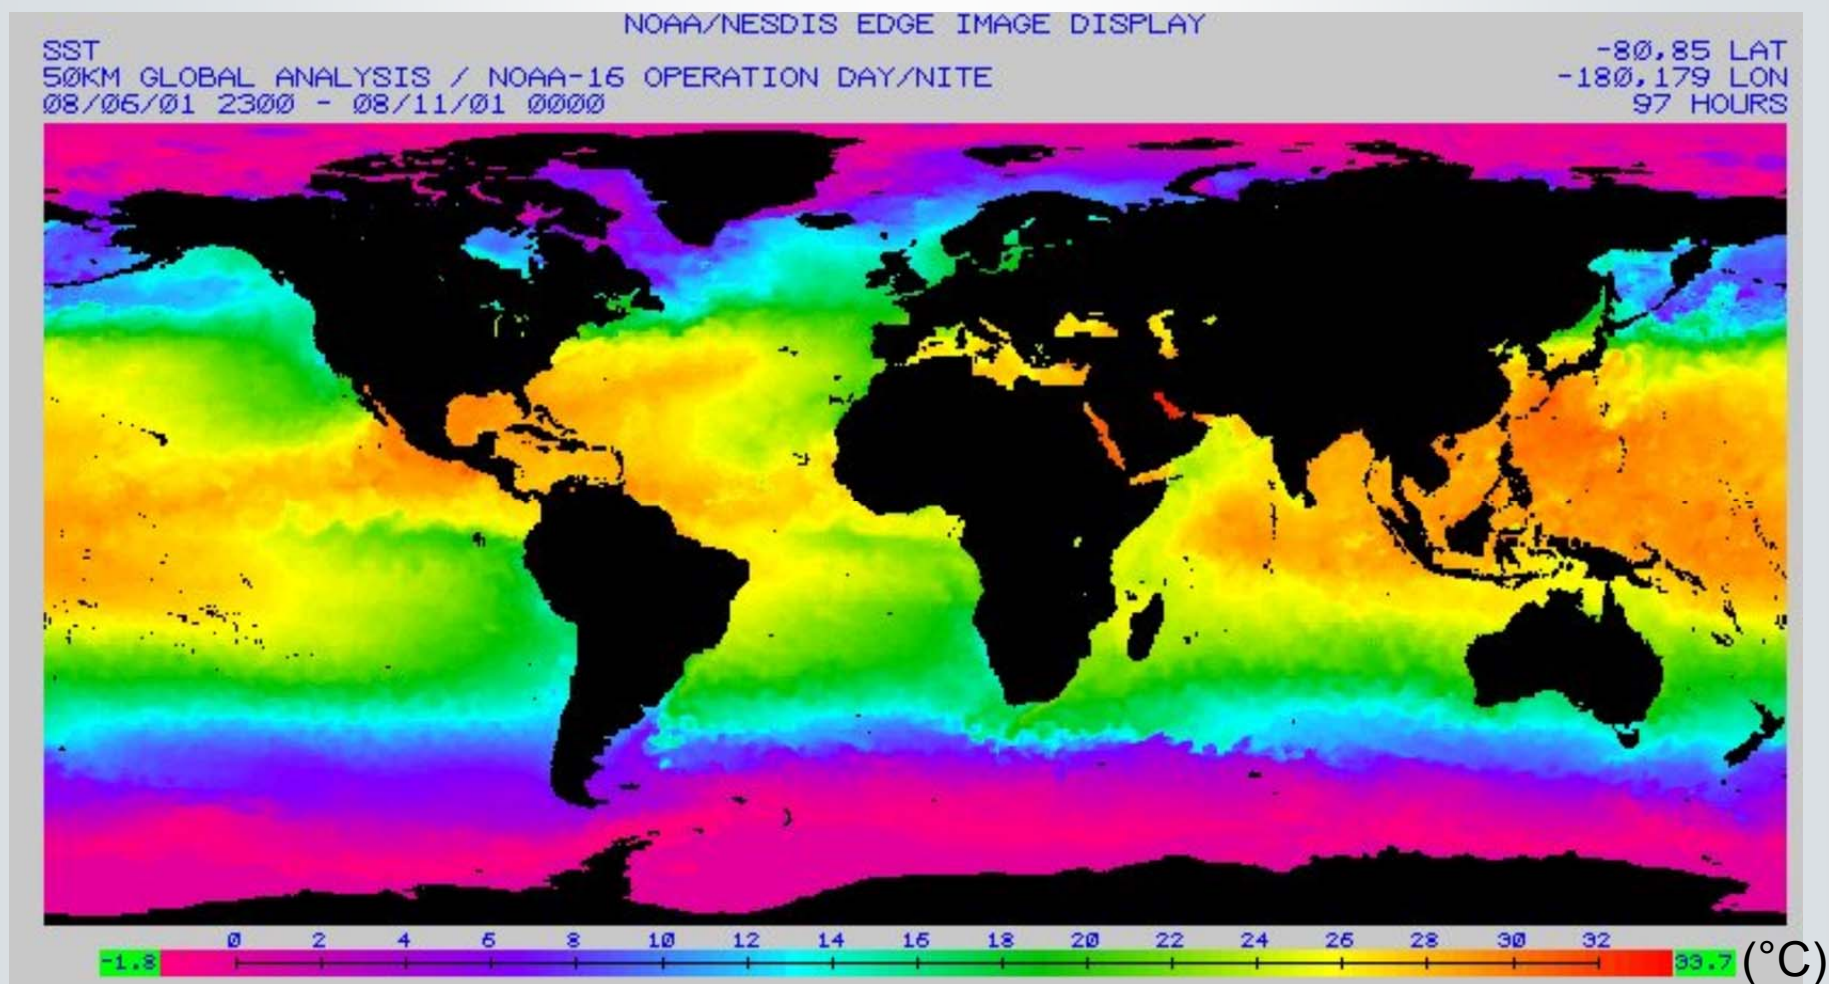 NOAA/NESDIS EDGE IMAGE DISPLAY
SST
-80,85 LAT
50KM GLOBAL ANALYSIS / NOAA-16 OPERATION DAY/NITE
-180,179 LON
08/06/01 2300 - 08/11/01 0000
97 HOURS
0 2 4 6 8 10 12 14 16 18 20 22 24 26 28 30 32
-1.8 33.7 (°C)